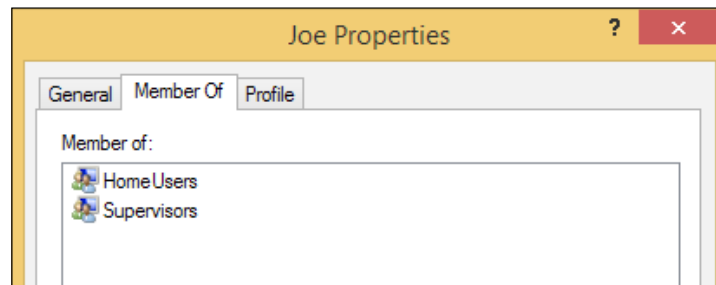 Joe Properties ? ×
General Member Of Profile
Member of:
HomeUsers
Supervisors